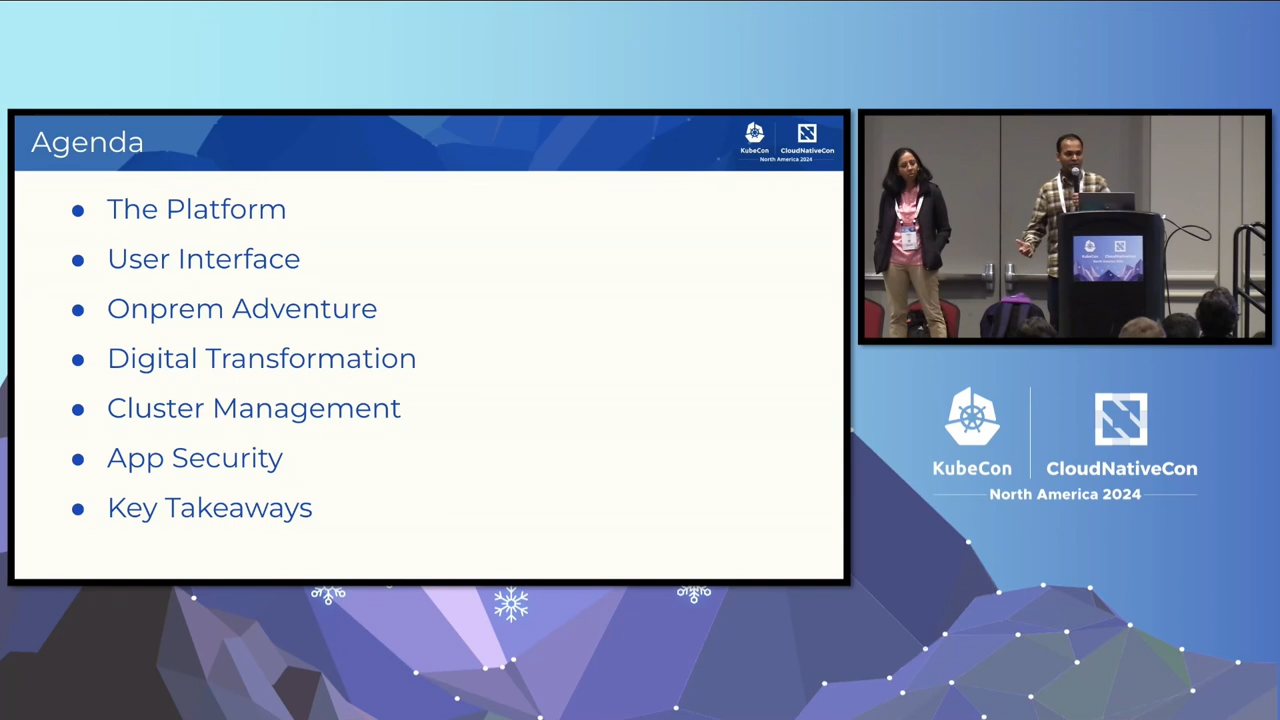 Agenda
KubeCon
CloudNativeCon
North America 2024
The Platform
User Interface
Onprem Adventure
Digital Transformation
Cluster Management
App Security
Key Takeaways
KubeCon
CloudNativeCon
North America 2024